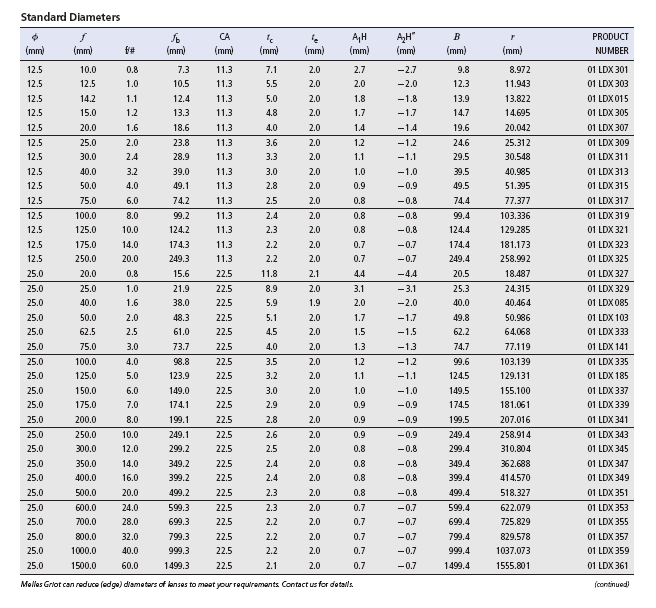 Standard Diameters
ϕ f f_b CA t_c t_e A₁H A₂H″ B r PRODUCT
(mm) (mm) f/# (mm) (mm) (mm) (mm) (mm) (mm) (mm) (mm) NUMBER
12.5 10.0 0.8 7.3 11.3 7.1 2.0 2.7 −2.7 9.8 8.972 01 LDX 301
12.5 12.5 1.0 10.5 11.3 5.5 2.0 2.0 −2.0 12.3 11.943 01 LDX 303
12.5 14.2 1.1 12.4 11.3 5.0 2.0 1.8 −1.8 13.9 13.822 01 LDX 015
12.5 15.0 1.2 13.3 11.3 4.8 2.0 1.7 −1.7 14.7 14.695 01 LDX 305
12.5 20.0 1.6 18.6 11.3 4.0 2.0 1.4 −1.4 19.6 20.042 01 LDX 307
12.5 25.0 2.0 23.8 11.3 3.6 2.0 1.2 −1.2 24.6 25.312 01 LDX 309
12.5 30.0 2.4 28.9 11.3 3.3 2.0 1.1 −1.1 29.5 30.548 01 LDX 311
12.5 40.0 3.2 39.0 11.3 3.0 2.0 1.0 −1.0 39.5 40.985 01 LDX 313
12.5 50.0 4.0 49.1 11.3 2.8 2.0 0.9 −0.9 49.5 51.395 01 LDX 315
12.5 75.0 6.0 74.2 11.3 2.5 2.0 0.8 −0.8 74.4 77.377 01 LDX 317
12.5 100.0 8.0 99.2 11.3 2.4 2.0 0.8 −0.8 99.4 103.336 01 LDX 319
12.5 125.0 10.0 124.2 11.3 2.3 2.0 0.8 −0.8 124.4 129.285 01 LDX 321
12.5 175.0 14.0 174.3 11.3 2.2 2.0 0.7 −0.7 174.4 181.173 01 LDX 323
12.5 250.0 20.0 249.3 11.3 2.2 2.0 0.7 −0.7 249.4 258.992 01 LDX 325
25.0 20.0 0.8 15.6 22.5 11.8 2.1 4.4 −4.4 20.5 18.487 01 LDX 327
25.0 25.0 1.0 21.9 22.5 8.9 2.0 3.1 −3.1 25.3 24.315 01 LDX 329
25.0 40.0 1.6 38.0 22.5 5.9 1.9 2.0 −2.0 40.0 40.464 01 LDX 085
25.0 50.0 2.0 48.3 22.5 5.1 2.0 1.7 −1.7 49.8 50.986 01 LDX 103
25.0 62.5 2.5 61.0 22.5 4.5 2.0 1.5 −1.5 62.2 64.068 01 LDX 333
25.0 75.0 3.0 73.7 22.5 4.0 2.0 1.3 −1.3 74.7 77.119 01 LDX 141
25.0 100.0 4.0 98.8 22.5 3.5 2.0 1.2 −1.2 99.6 103.139 01 LDX 335
25.0 125.0 5.0 123.9 22.5 3.2 2.0 1.1 −1.1 124.5 129.131 01 LDX 185
25.0 150.0 6.0 149.0 22.5 3.0 2.0 1.0 −1.0 149.5 155.100 01 LDX 337
25.0 175.0 7.0 174.1 22.5 2.9 2.0 0.9 −0.9 174.5 181.061 01 LDX 339
25.0 200.0 8.0 199.1 22.5 2.8 2.0 0.9 −0.9 199.5 207.016 01 LDX 341
25.0 250.0 10.0 249.1 22.5 2.6 2.0 0.9 −0.9 249.4 258.914 01 LDX 343
25.0 300.0 12.0 299.2 22.5 2.5 2.0 0.8 −0.8 299.4 310.804 01 LDX 345
25.0 350.0 14.0 349.2 22.5 2.4 2.0 0.8 −0.8 349.4 362.688 01 LDX 347
25.0 400.0 16.0 399.2 22.5 2.4 2.0 0.8 −0.8 399.4 414.570 01 LDX 349
25.0 500.0 20.0 499.2 22.5 2.3 2.0 0.8 −0.8 499.4 518.327 01 LDX 351
25.0 600.0 24.0 599.3 22.5 2.3 2.0 0.7 −0.7 599.4 622.079 01 LDX 353
25.0 700.0 28.0 699.3 22.5 2.2 2.0 0.7 −0.7 699.4 725.829 01 LDX 355
25.0 800.0 32.0 799.3 22.5 2.2 2.0 0.7 −0.7 799.4 829.578 01 LDX 357
25.0 1000.0 40.0 999.3 22.5 2.2 2.0 0.7 −0.7 999.4 1037.073 01 LDX 359
25.0 1500.0 60.0 1499.3 22.5 2.1 2.0 0.7 −0.7 1499.4 1555.801 01 LDX 361
Melles Griot can reduce (edge) diameters of lenses to meet your requirements. Contact us for details. (continued)